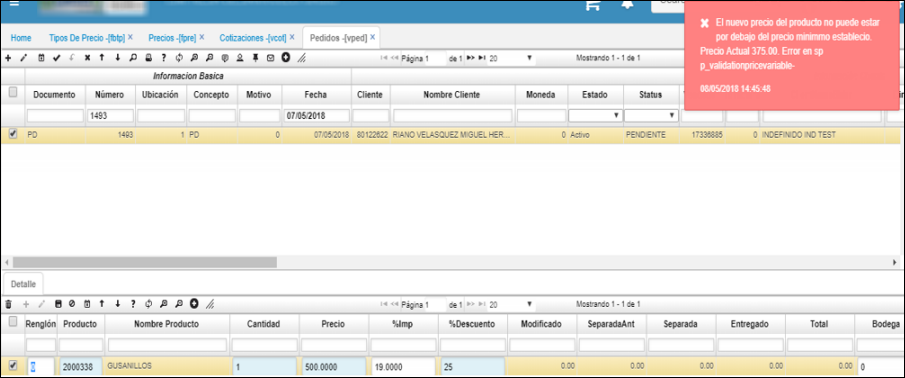 El nuevo precio del producto no puede estar
por debajo del precio minimmo establecio.
Precio Actual 375.00. Error en sp
p_validationpricevariable-
08/05/2018 14:45:48
Home Tipos De Precio -[fbtp] × Precios -[fpre] × Cotizaciones -[vcot] × Pedidos -[vped] ×
Página 1 de 1 20 Mostrando 1 - 1 de 1
Informacion Basica
Documento Número Ubicación Concepto Motivo Fecha Cliente Nombre Cliente Moneda Estado Status
1493 07/05/2018
PD 1493 1 PD 0 07/05/2018 80122622 RIANO VELASQUEZ MIGUEL HER... 0 Activo PENDIENTE 17336885 0 INDEFINIDO IND TEST
Detalle
Página 1 de 1 20 Mostrando 1 - 1 de 1
Renglón Producto Nombre Producto Cantidad Precio %Imp %Descuento Modificado SeparadaAnt Separada Entregado Total Bodega
0 2000338 GUSANILLOS 1 500.0000 19.0000 25 0.00 0.00 0.00 0.00 0.00 0